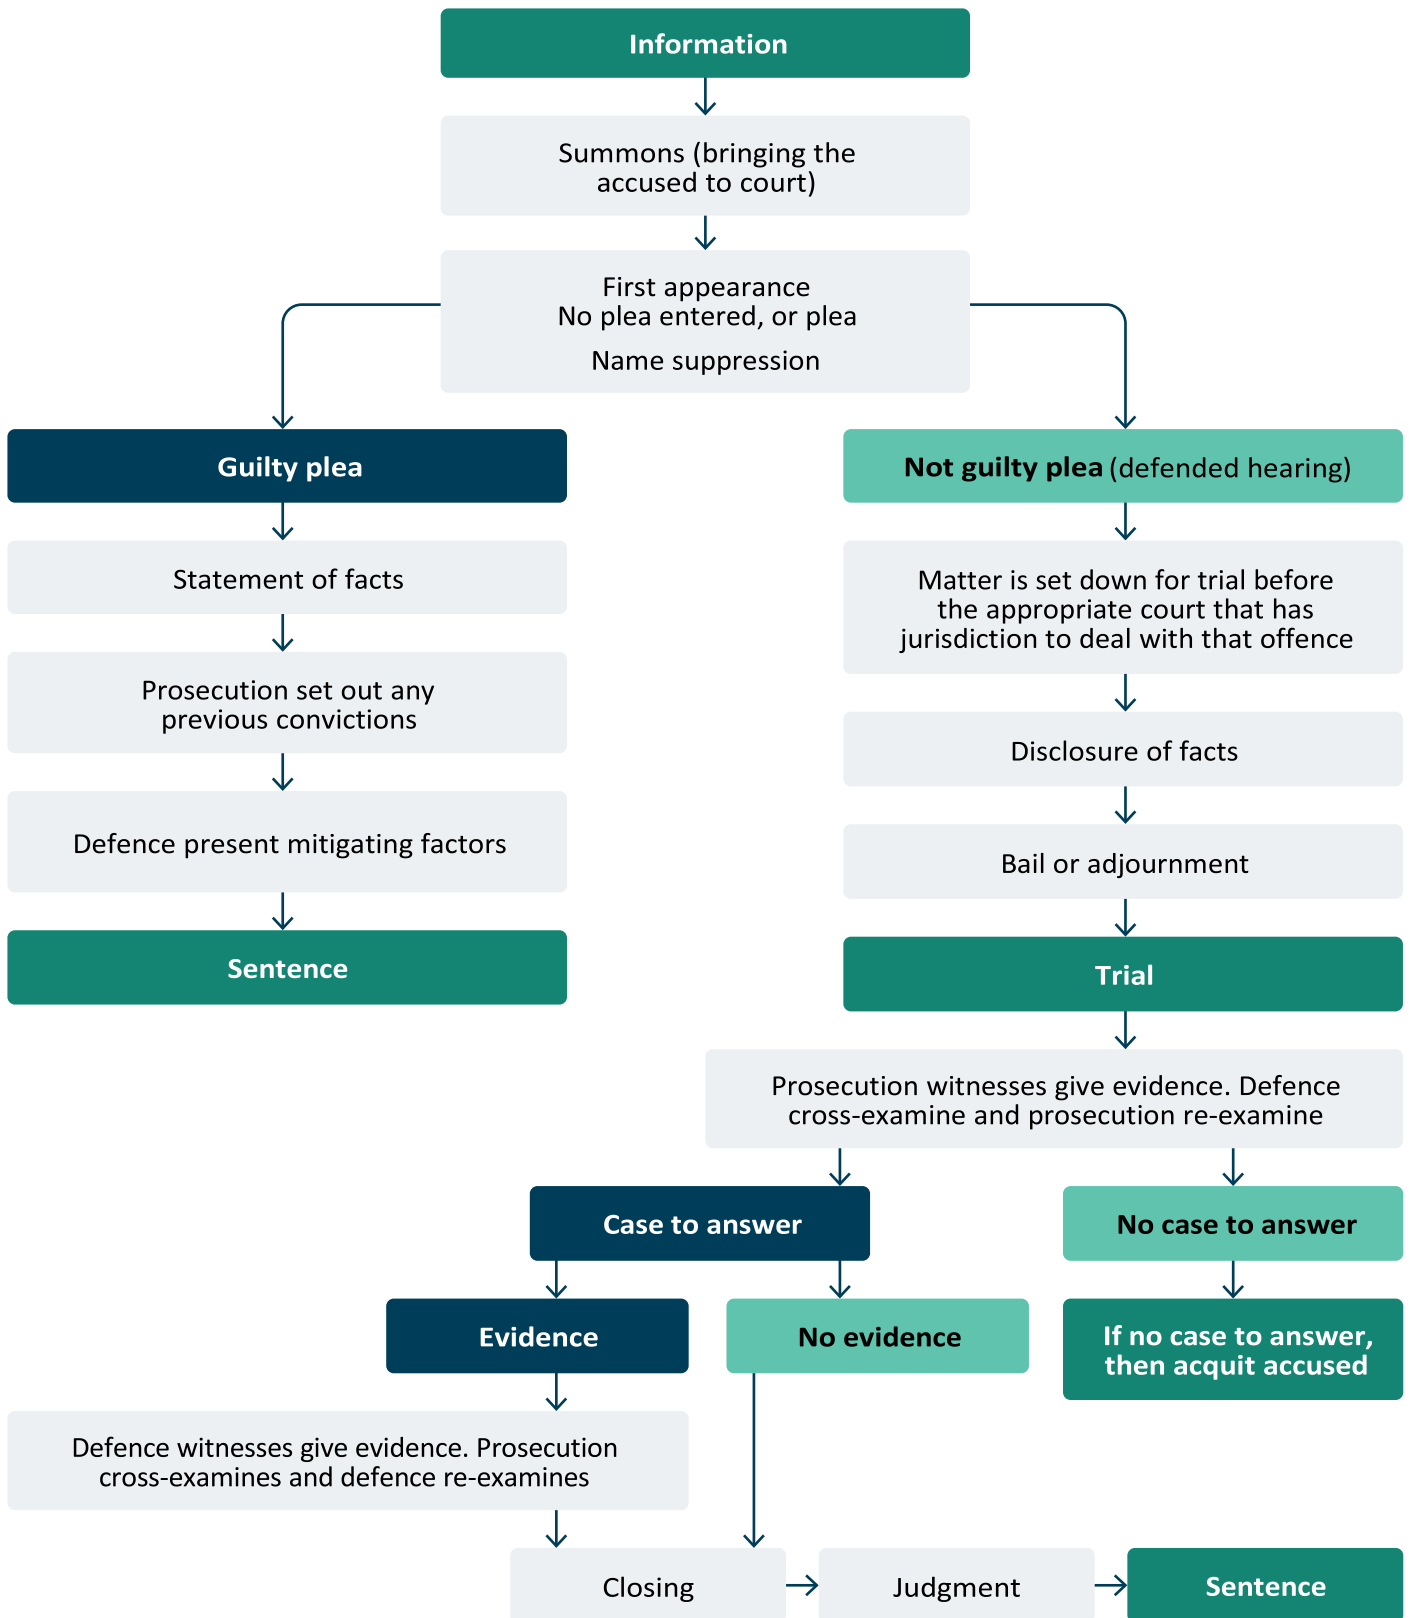 Information
Summons (bringing the
accused to court)
First appearance
No plea entered, or plea
Name suppression
Guilty plea
Statement of facts
Prosecution set out any
previous convictions
Defence present mitigating factors
Sentence
Not guilty plea (defended hearing)
Matter is set down for trial before
the appropriate court that has
jurisdiction to deal with that offence
Disclosure of facts
Bail or adjournment
Trial
Prosecution witnesses give evidence. Defence
cross-examine and prosecution re-examine
Case to answer
No case to answer
Evidence
No evidence
If no case to answer,
then acquit accused
Defence witnesses give evidence. Prosecution
cross-examines and defence re-examines
Closing
Judgment
Sentence